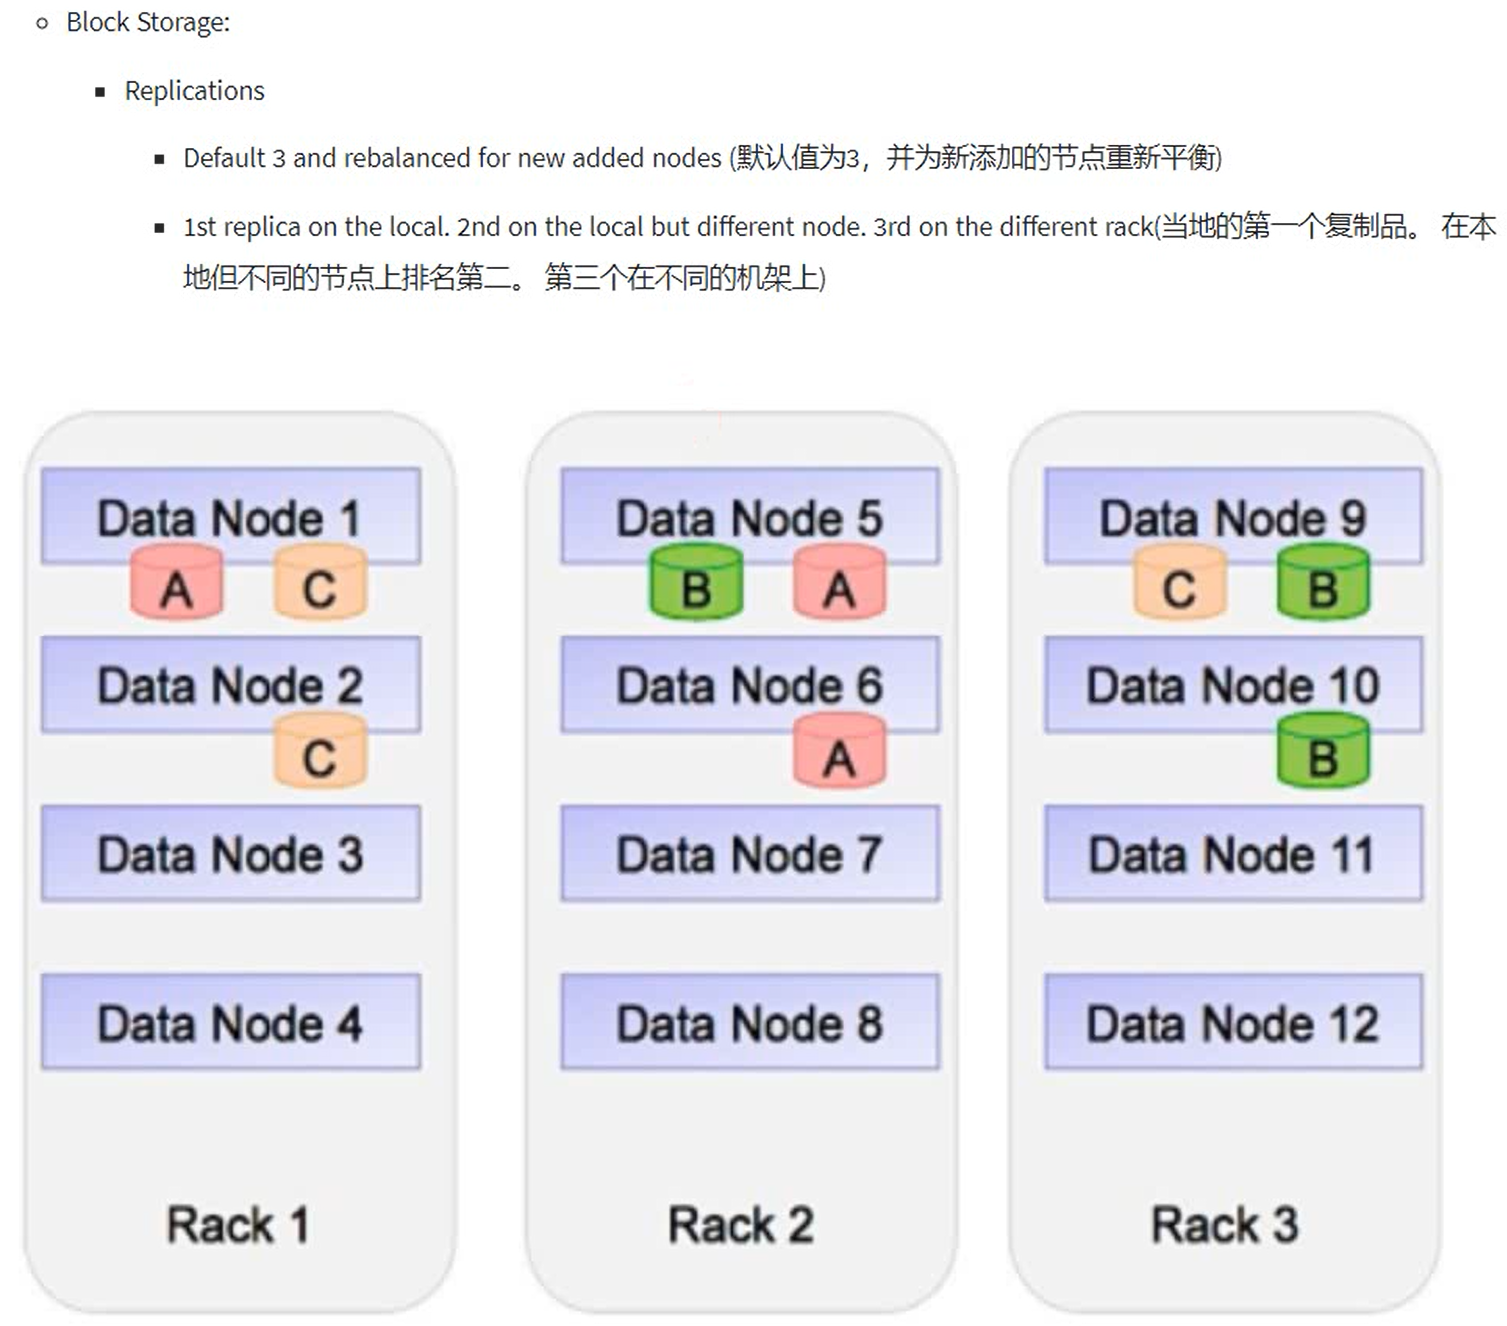 Block Storage:
Replications
Default 3 and rebalanced for new added nodes (默认值为3，并为新添加的节点重新平衡)
1st replica on the local. 2nd on the local but different node. 3rd on the different rack(当地的第一个复制品。 在本
地但不同的节点上排名第二。 第三个在不同的机架上)
Data Node 1
A C
Data Node 2
C
Data Node 3
Data Node 4
Rack 1
Data Node 5
B A
Data Node 6
A
Data Node 7
Data Node 8
Rack 2
Data Node 9
C B
Data Node 10
B
Data Node 11
Data Node 12
Rack 3